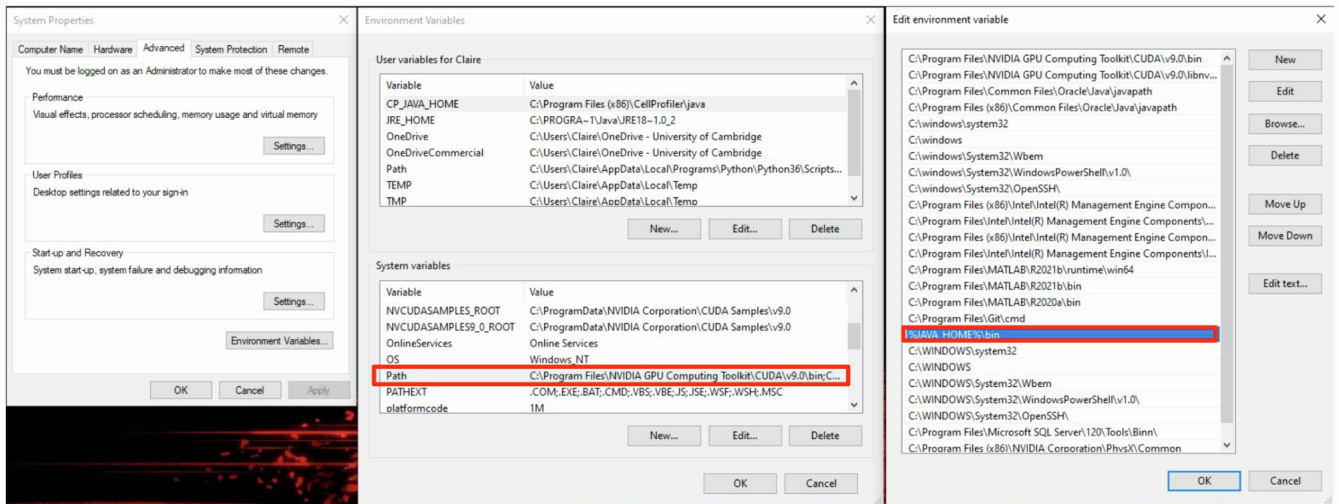 System Properties
Computer Name Hardware Advanced System Protection Remote
You must be logged on as an Administrator to make most of these changes.
Performance
Visual effects, processor scheduling, memory usage and virtual memory
Settings...
User Profiles
Desktop settings related to your sign-in
Settings...
Start-up and Recovery
System start-up, system failure and debugging information
Settings...
Environment Variables...
OK Cancel Apply
Environment Variables
User variables for Claire
Variable Value
CP_JAVA_HOME C:\Program Files (x86)\CellProfiler\java
JRE_HOME C:\PROGRA~1\Java\JRE18~1.0_2
OneDrive C:\Users\Claire\OneDrive - University of Cambridge
OneDriveCommercial C:\Users\Claire\OneDrive - University of Cambridge
Path C:\Users\Claire\AppData\Local\Programs\Python\Python36\Scripts...
TEMP C:\Users\Claire\AppData\Local\Temp
TMP C:\Users\Claire\AppData\Local\Temp
New... Edit... Delete
System variables
Variable Value
NVCUDASAMPLES_ROOT C:\ProgramData\NVIDIA Corporation\CUDA Samples\v9.0
NVCUDASAMPLES9_0_ROOT C:\ProgramData\NVIDIA Corporation\CUDA Samples\v9.0
OnlineServices Online Services
OS Windows_NT
Path C:\Program Files\NVIDIA GPU Computing Toolkit\CUDA\v9.0\bin;C...
PATHEXT .COM;.EXE;.BAT;.CMD;.VBS;.VBE;.JS;.JSE;.WSF;.WSH;.MSC
platformcode 1M
New... Edit... Delete
OK Cancel
Edit environment variable
C:\Program Files\NVIDIA GPU Computing Toolkit\CUDA\v9.0\bin
C:\Program Files\NVIDIA GPU Computing Toolkit\CUDA\v9.0\libnv...
C:\Program Files\Common Files\Oracle\Java\javapath
C:\Program Files (x86)\Common Files\Oracle\Java\javapath
C:\windows\system32
C:\windows
C:\windows\System32\Wbem
C:\windows\System32\WindowsPowerShell\v1.0\
C:\windows\System32\OpenSSH\
C:\Program Files (x86)\Intel\Intel(R) Management Engine Compon...
C:\Program Files\Intel\Intel(R) Management Engine Components\...
C:\Program Files (x86)\Intel\Intel(R) Management Engine Compon...
C:\Program Files\Intel\Intel(R) Management Engine Components\I...
C:\Program Files\MATLAB\R2021b\runtime\win64
C:\Program Files\MATLAB\R2021b\bin
C:\Program Files\MATLAB\R2020a\bin
C:\Program Files\Git\cmd
%JAVA_HOME%\bin
C:\WINDOWS\system32
C:\WINDOWS
C:\WINDOWS\System32\Wbem
C:\WINDOWS\System32\WindowsPowerShell\v1.0\
C:\WINDOWS\System32\OpenSSH\
C:\Program Files\Microsoft SQL Server\120\Tools\Binn\
C:\Program Files (x86)\NVIDIA Corporation\PhysX\Common
New
Edit
Browse...
Delete
Move Up
Move Down
Edit text...
OK Cancel